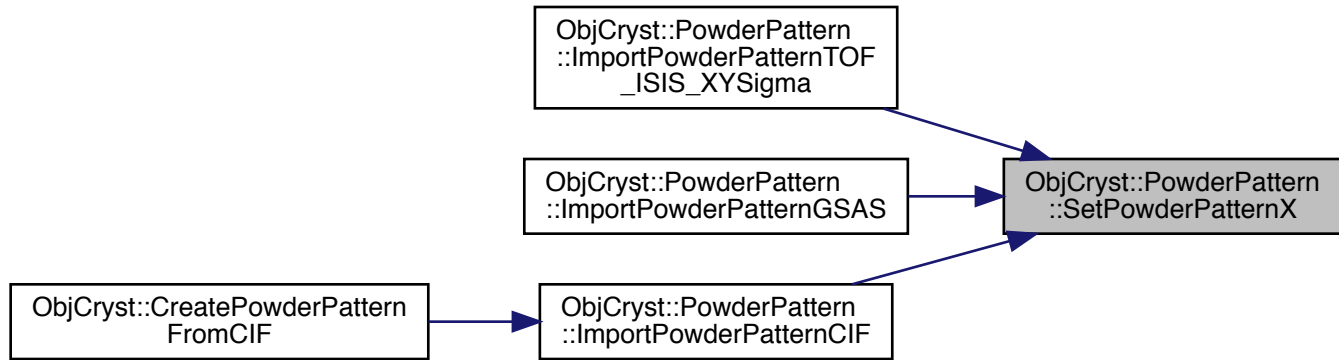 ObjCryst::PowderPattern
::ImportPowderPatternTOF
_ISIS_XYSigma
ObjCryst::PowderPattern
::ImportPowderPatternGSAS
ObjCryst::PowderPattern
::SetPowderPatternX
ObjCryst::CreatePowderPattern
FromCIF
ObjCryst::PowderPattern
::ImportPowderPatternCIF